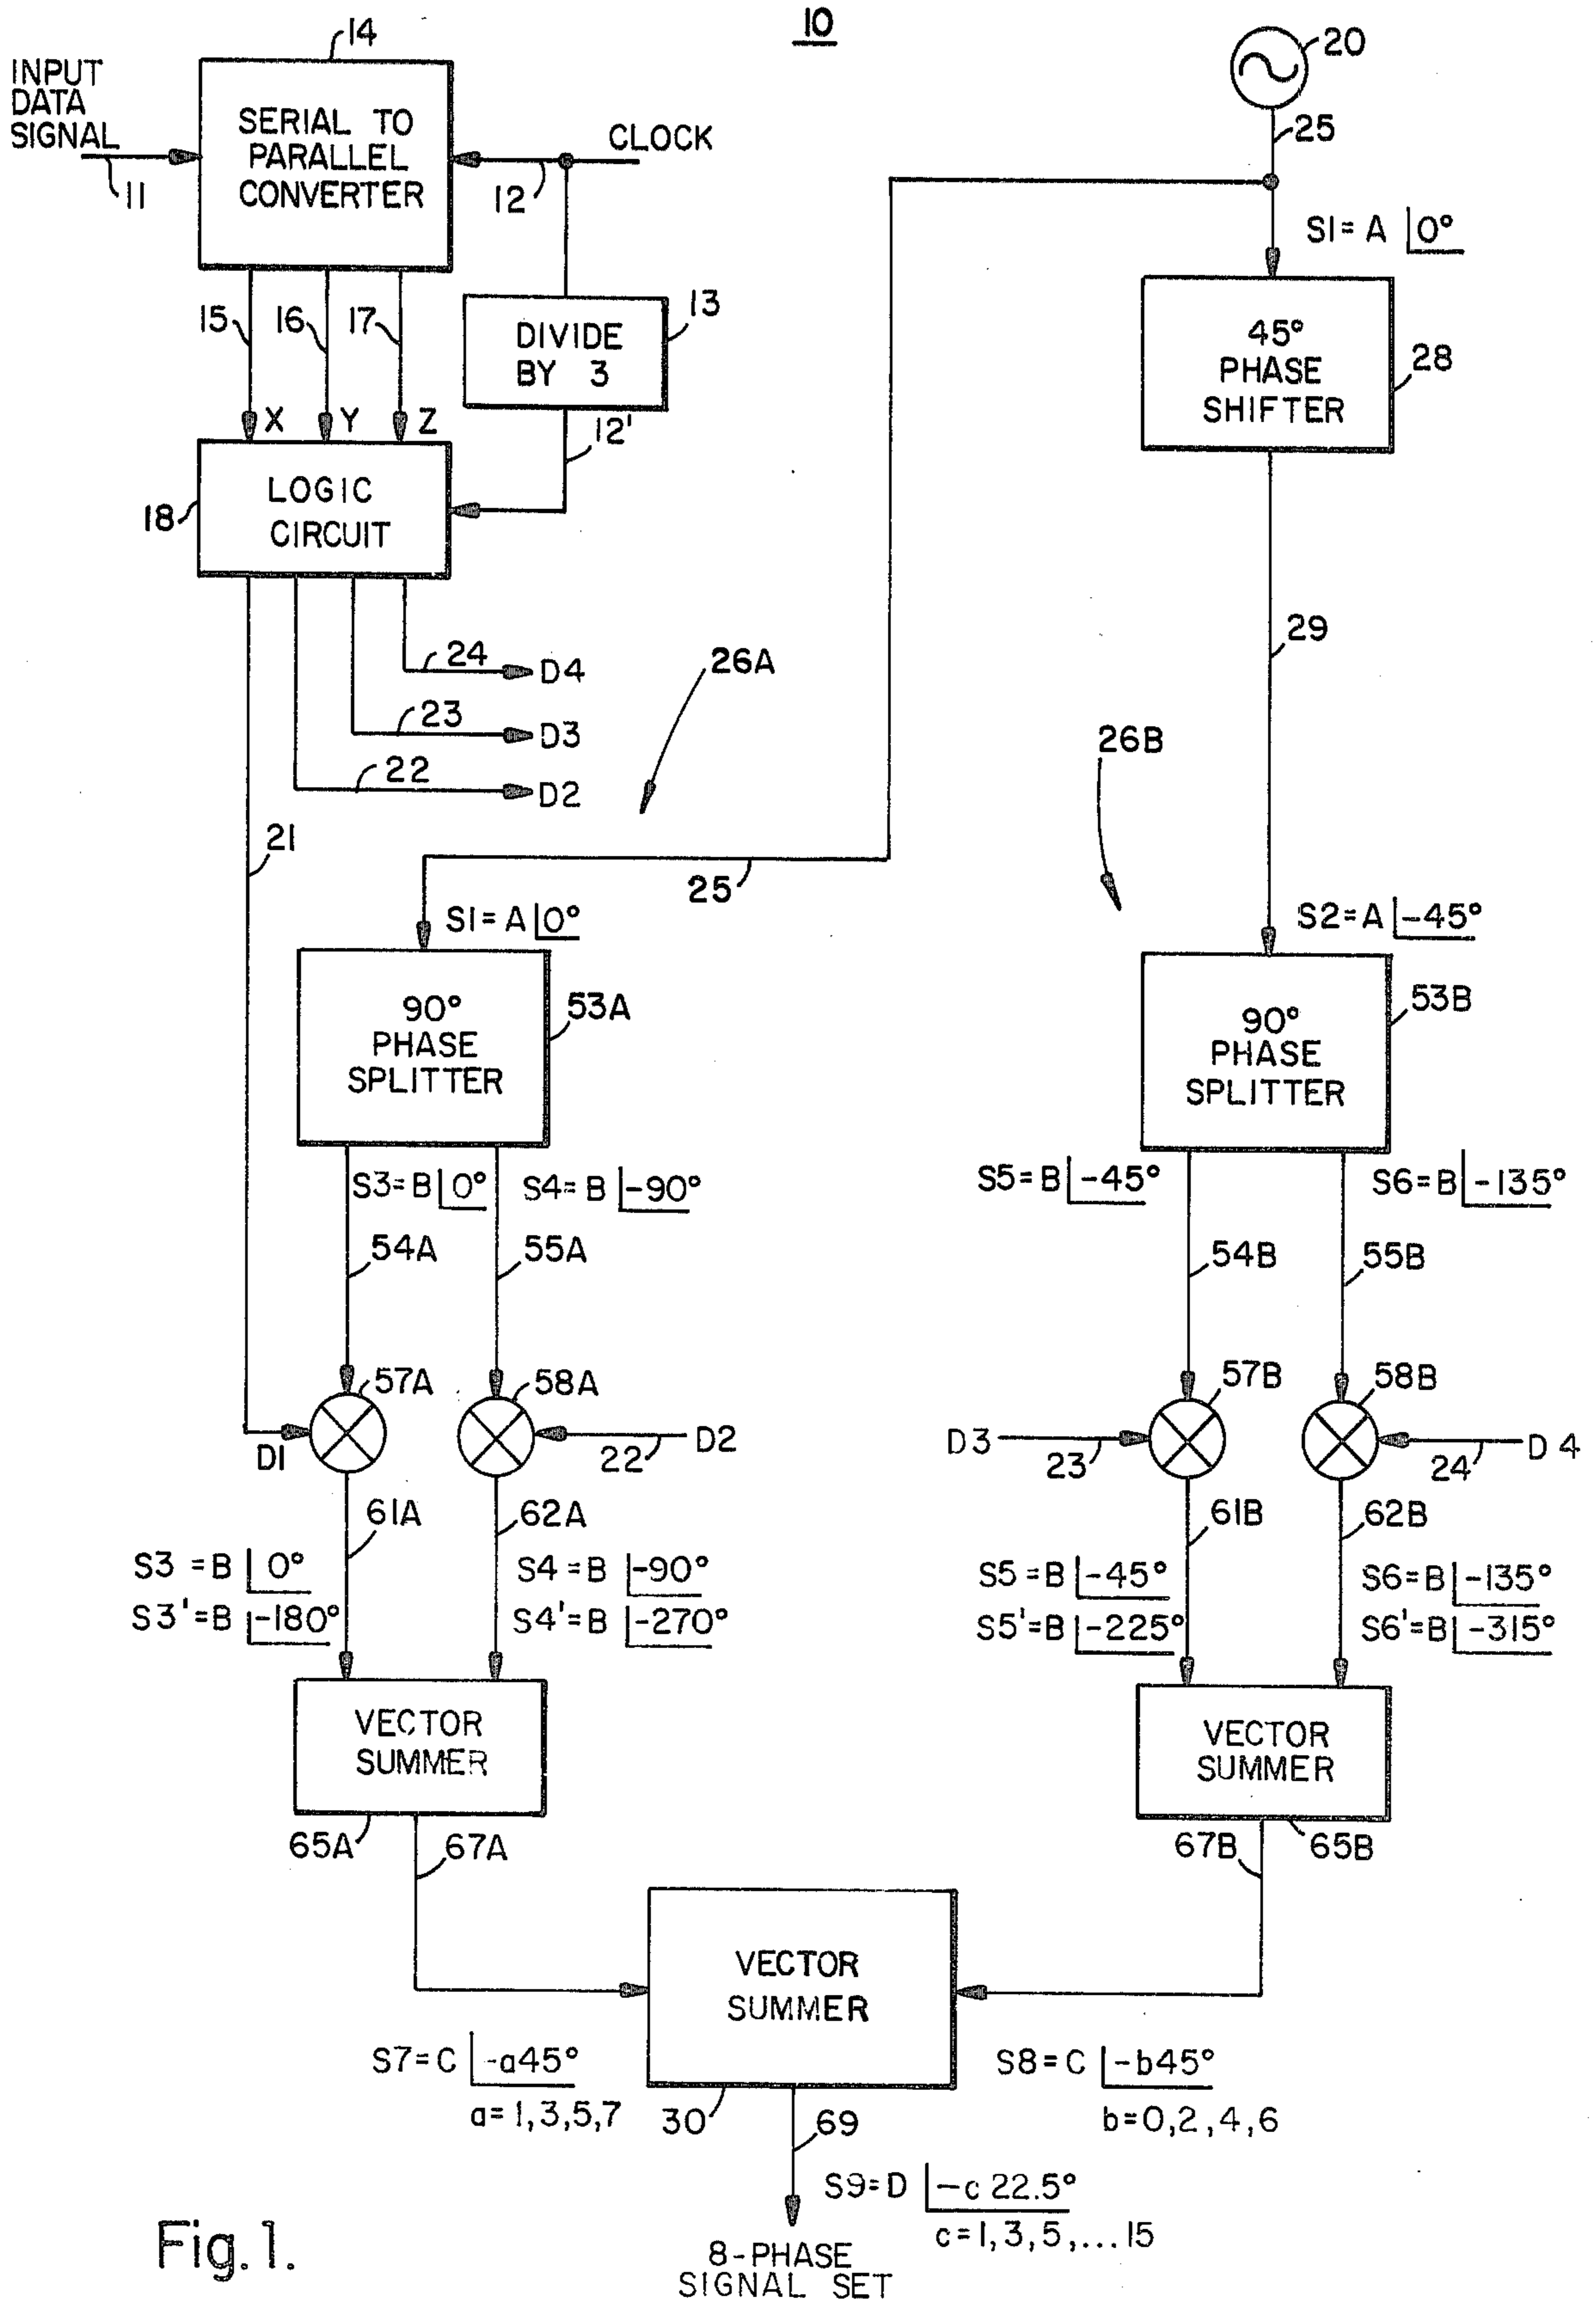 10
14
20
INPUT
DATA
SIGNAL
SERIAL TO
PARALLEL
CONVERTER
CLOCK
25
11
12
S1= A 0°
15
16
17
13
DIVIDE
BY 3
45°
PHASE
SHIFTER
28
X
Y
Z
12'
LOGIC
CIRCUIT
18
29
24
D4
26A
23
D3
26B
22
D2
21
25
S1= A 0°
S2=A -45°
90°
PHASE
SPLITTER
53A
90°
PHASE
SPLITTER
53B
S3=B 0°
S4= B -90°
S5=B -45°
S6=B -135°
54A
55A
54B
55B
57A
58A
57B
58B
D1
22
D2
D3
23
24
D 4
61A
62A
61B
62B
S3 =B 0°
S4 =B -90°
S5=B -45°
S6=B -135°
S3'=B -180°
S4'=B -270°
S5'=B -225°
S6'=B -315°
VECTOR
SUMMER
VECTOR
SUMMER
65A
67A
67B
65B
VECTOR
SUMMER
S7=C -a45°
S8=C -b45°
a= 1,3,5,7
30
69
b=0,2,4,6
S9=D -c 22.5°
c=1,3,5,...15
Fig.1.
8-PHASE
SIGNAL SET